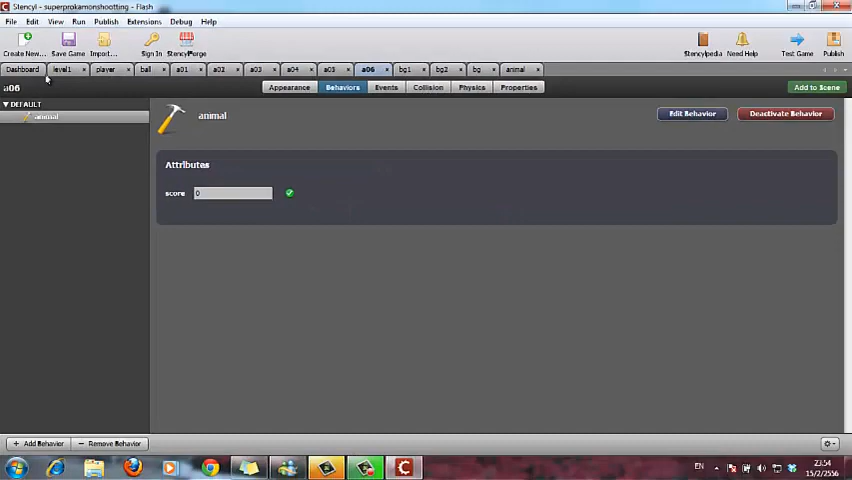 Stencyl - superprokamonshootting - Flash
File Edit View Run Publish Extensions Debug Help
Create New... Save Game Import... Sign In StencylForge Stencylpedia Need Help Test Game Publish
Dashboard level1 × player × ball × a01 × a02 × a03 × a04 × a05 × a06 × bg1 × bg2 × bg × animal ×
a06 Appearance Behaviors Events Collision Physics Properties Add to Scene
DEFAULT
animal
animal Edit Behavior Deactivate Behavior
Attributes
score 0
+ Add Behavior − Remove Behavior
EN 23:54
15/2/2556